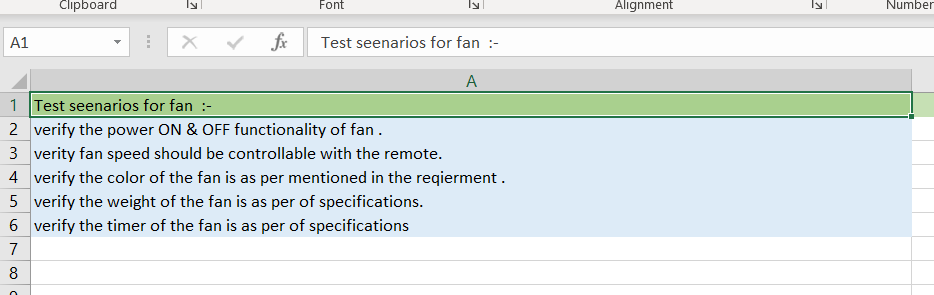 Clipboard Font Alignment Number
A1 fx Test seenarios for fan :-
A
1 Test seenarios for fan :-
2 verify the power ON & OFF functionality of fan .
3 verity fan speed should be controllable with the remote.
4 verify the color of the fan is as per mentioned in the reqierment .
5 verify the weight of the fan is as per of specifications.
6 verify the timer of the fan is as per of specifications
7
8